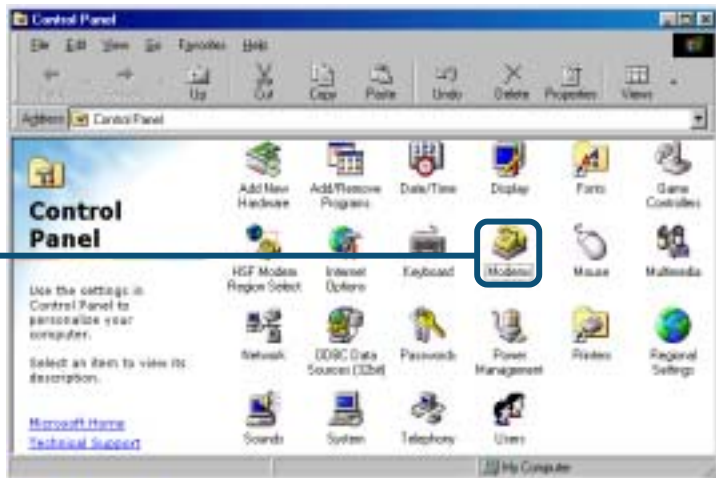 Control Panel
File Edit View Go Favorites Help
Up Cut Copy Paste Undo Delete Properties Views
Address Control Panel
Control
Panel
Use the settings in
Control Panel to
personalize your
computer.
Select an item to view its
description.
Microsoft Home
Technical Support
Add New
Hardware
Add/Remove
Programs
Date/Time
Display
Fonts
Game
Controllers
HSF Modem
Region Select
Internet
Options
Keyboard
Modems
Mouse
Multimedia
Network
ODBC Data
Sources (32bit)
Passwords
Power
Management
Printers
Regional
Settings
Sounds
System
Telephony
Users
My Computer